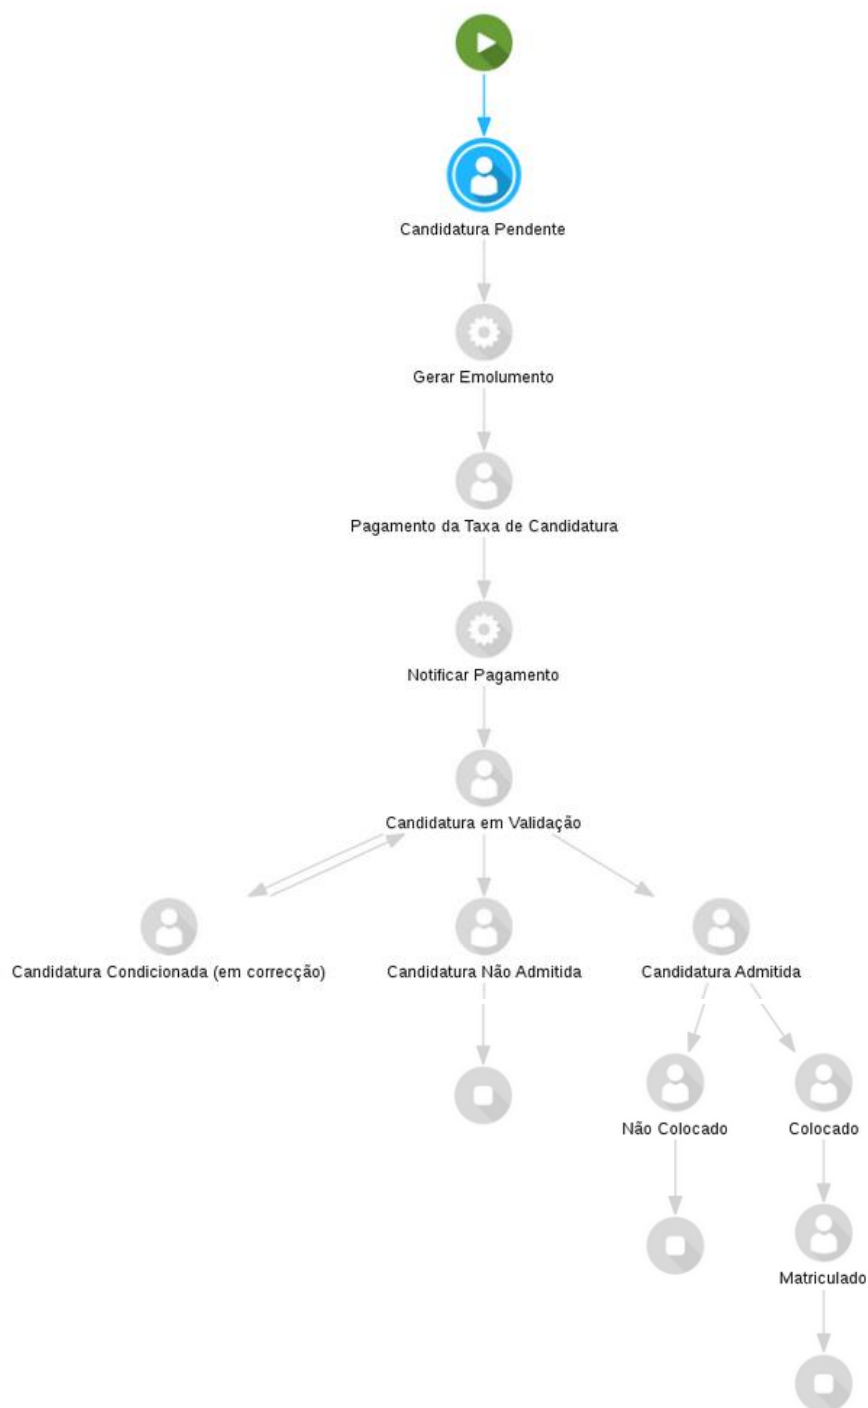 Candidatura Pendente
Gerar Emolumento
Pagamento da Taxa de Candidatura
Notificar Pagamento
Candidatura em Validação
Candidatura Condicionada (em correcção)
Candidatura Não Admitida
Candidatura Admitida
Não Colocado
Colocado
Matriculado